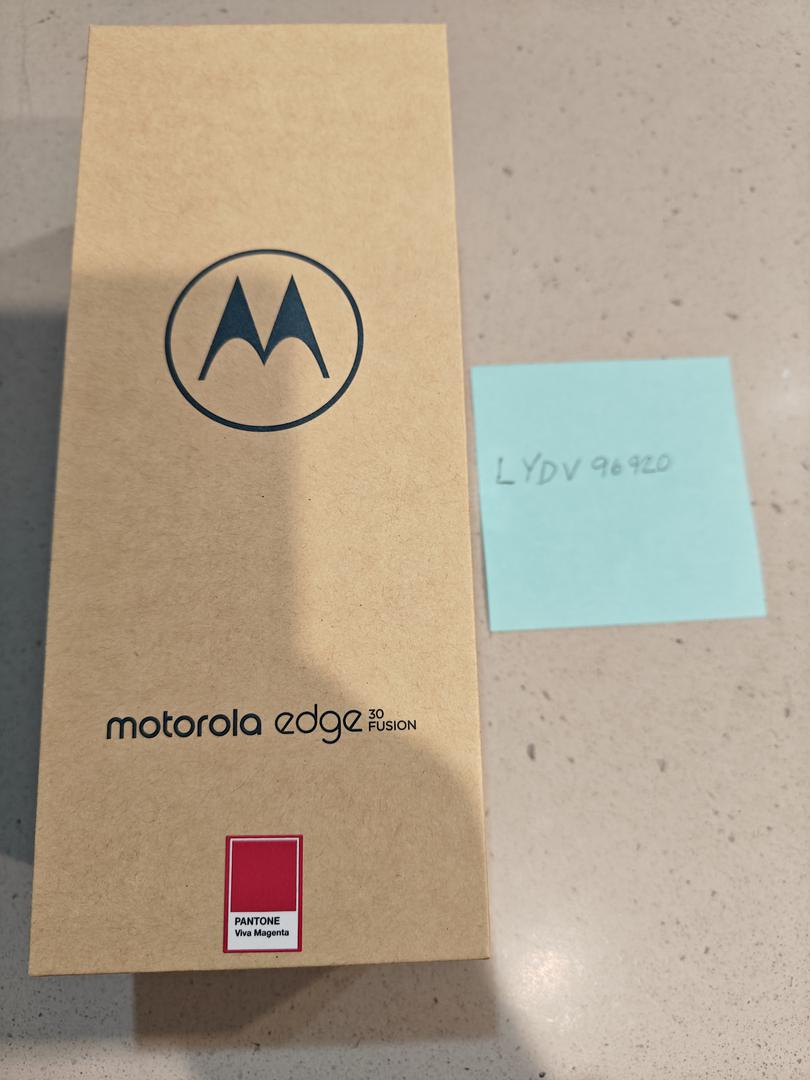 motorola edge 30 FUSION
PANTONE
Viva Magenta
LYDV 96920